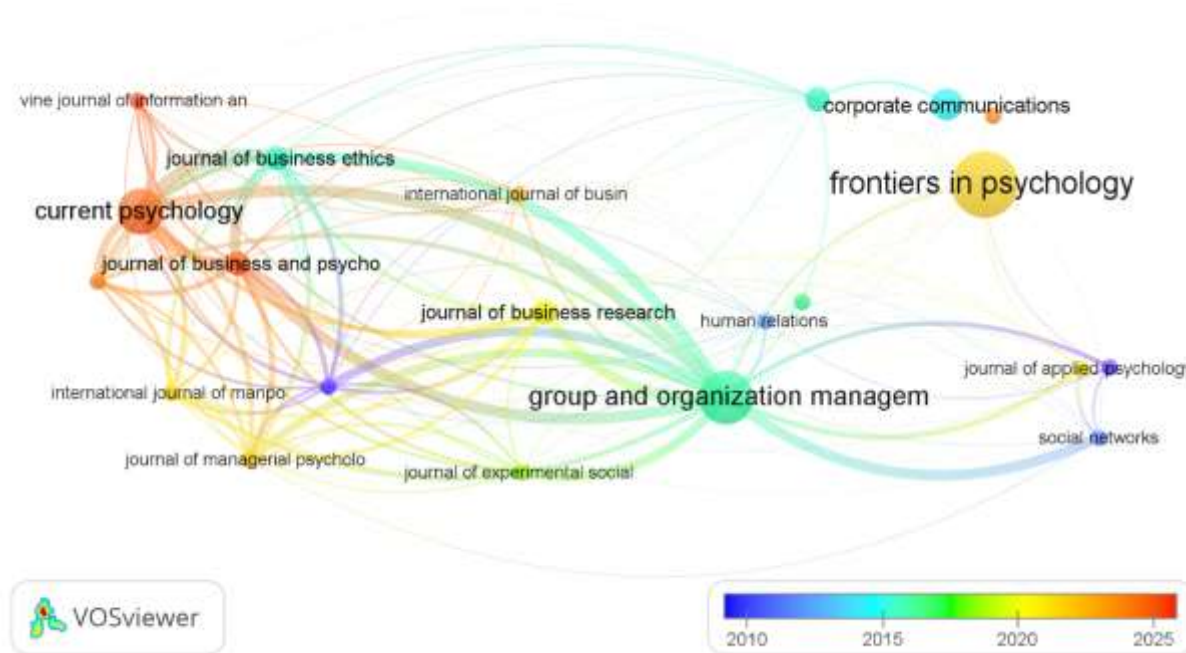 vine journal of information an
corporate communications
journal of business ethics
frontiers in psychology
international journal of busin
current psychology
journal of business and psycho
journal of business research
human relations
journal of applied psychology
international journal of manpo
group and organization managem
social networks
journal of managerial psycholo
journal of experimental social
VOSviewer
2010 2015 2020 2025